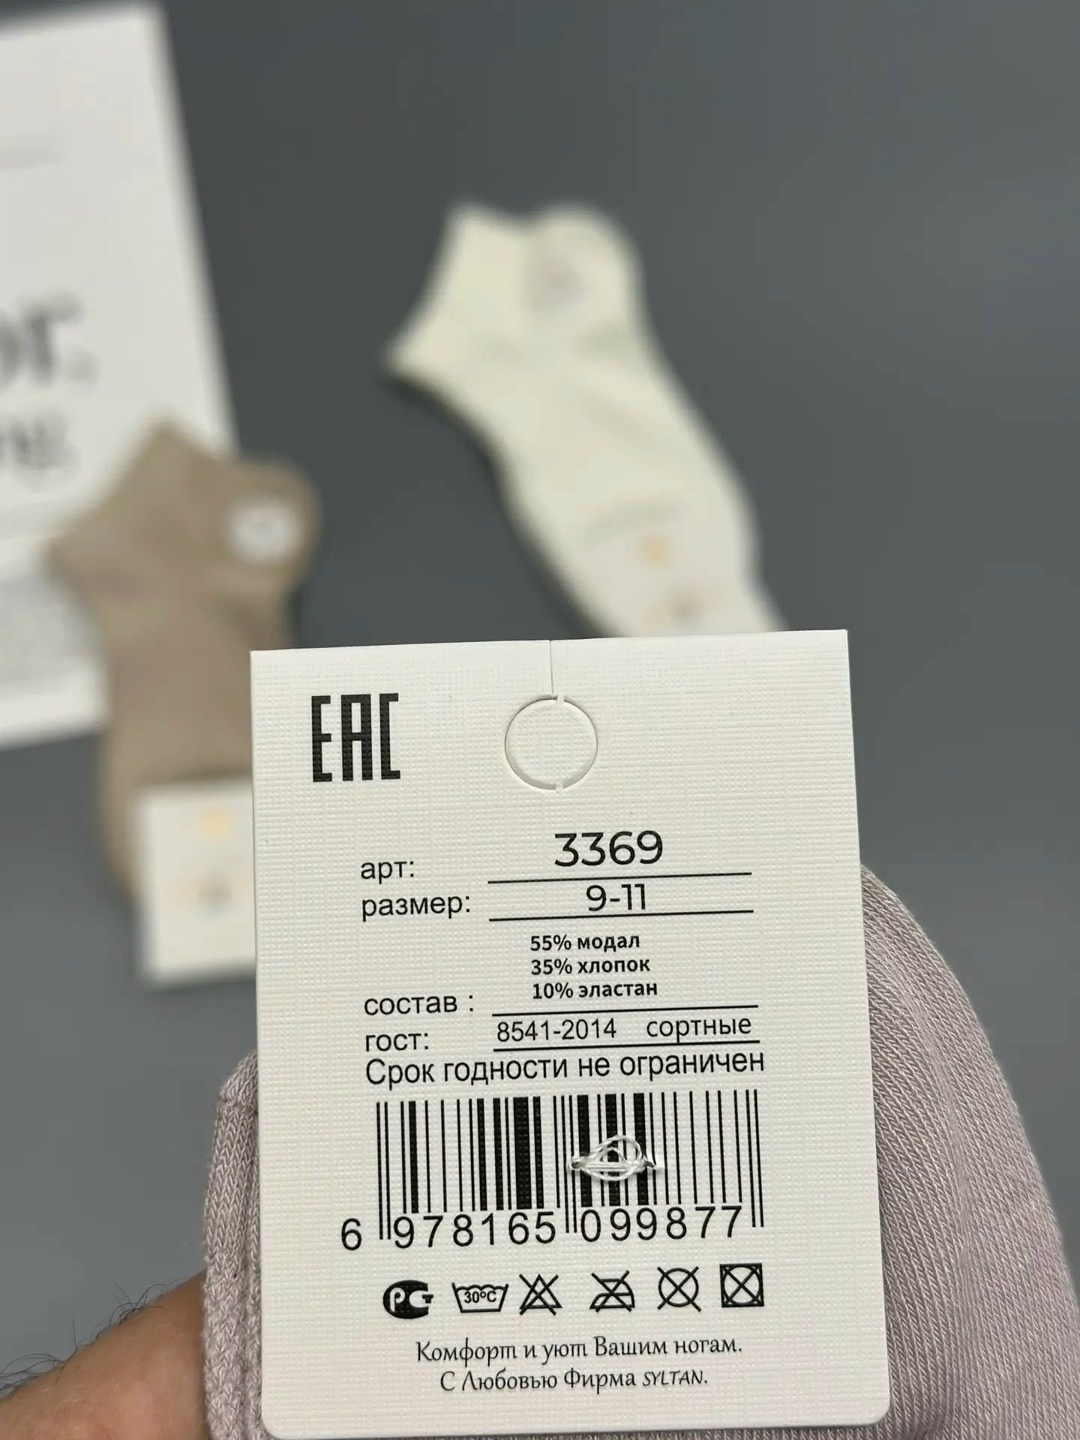 EAC
арт: 3369
размер: 9-11
55% модал
35% хлопок
10% эластан
состав :
гост: 8541-2014 сортные
Срок годности не ограничен
6 978165 099877
РСТ 30°C
Комфорт и уют Вашим ногам.
С Любовью Фирма SYLTAN.